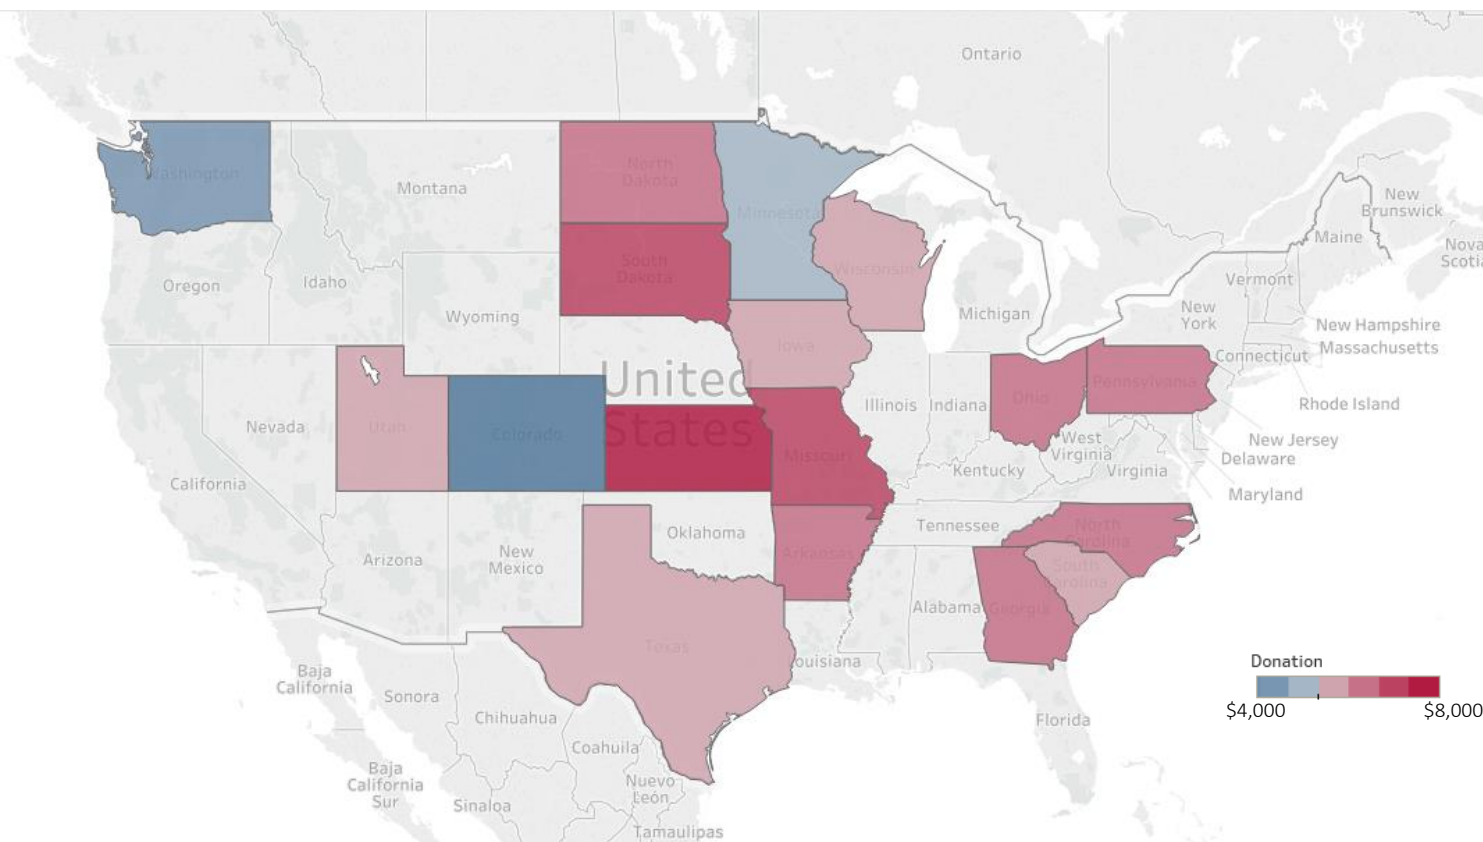 Ontario
Washington
Montana
North
Dakota
Minnesota
New
Brunswick
Maine
Nova
Scotia
Oregon
Idaho
South
Dakota
Wisconsin
Vermont
Wyoming
Michigan
New
York
New Hampshire
Massachusetts
Connecticut
Iowa
United
States
Nevada
Utah
Colorado
Illinois
Indiana
Ohio
Pennsylvania
Rhode Island
New Jersey
Delaware
West
Virginia
Virginia
Maryland
California
Missouri
Kentucky
Arizona
New
Mexico
Oklahoma
Arkansas
Tennessee
North
Carolina
South
Carolina
Alabama
Georgia
Texas
Louisiana
Florida
Baja
California
Sonora
Chihuahua
Coahuila
Baja
California
Sur
Sinaloa
Nuevo
León
Tamaulipas
Donation
$4,000
$8,000